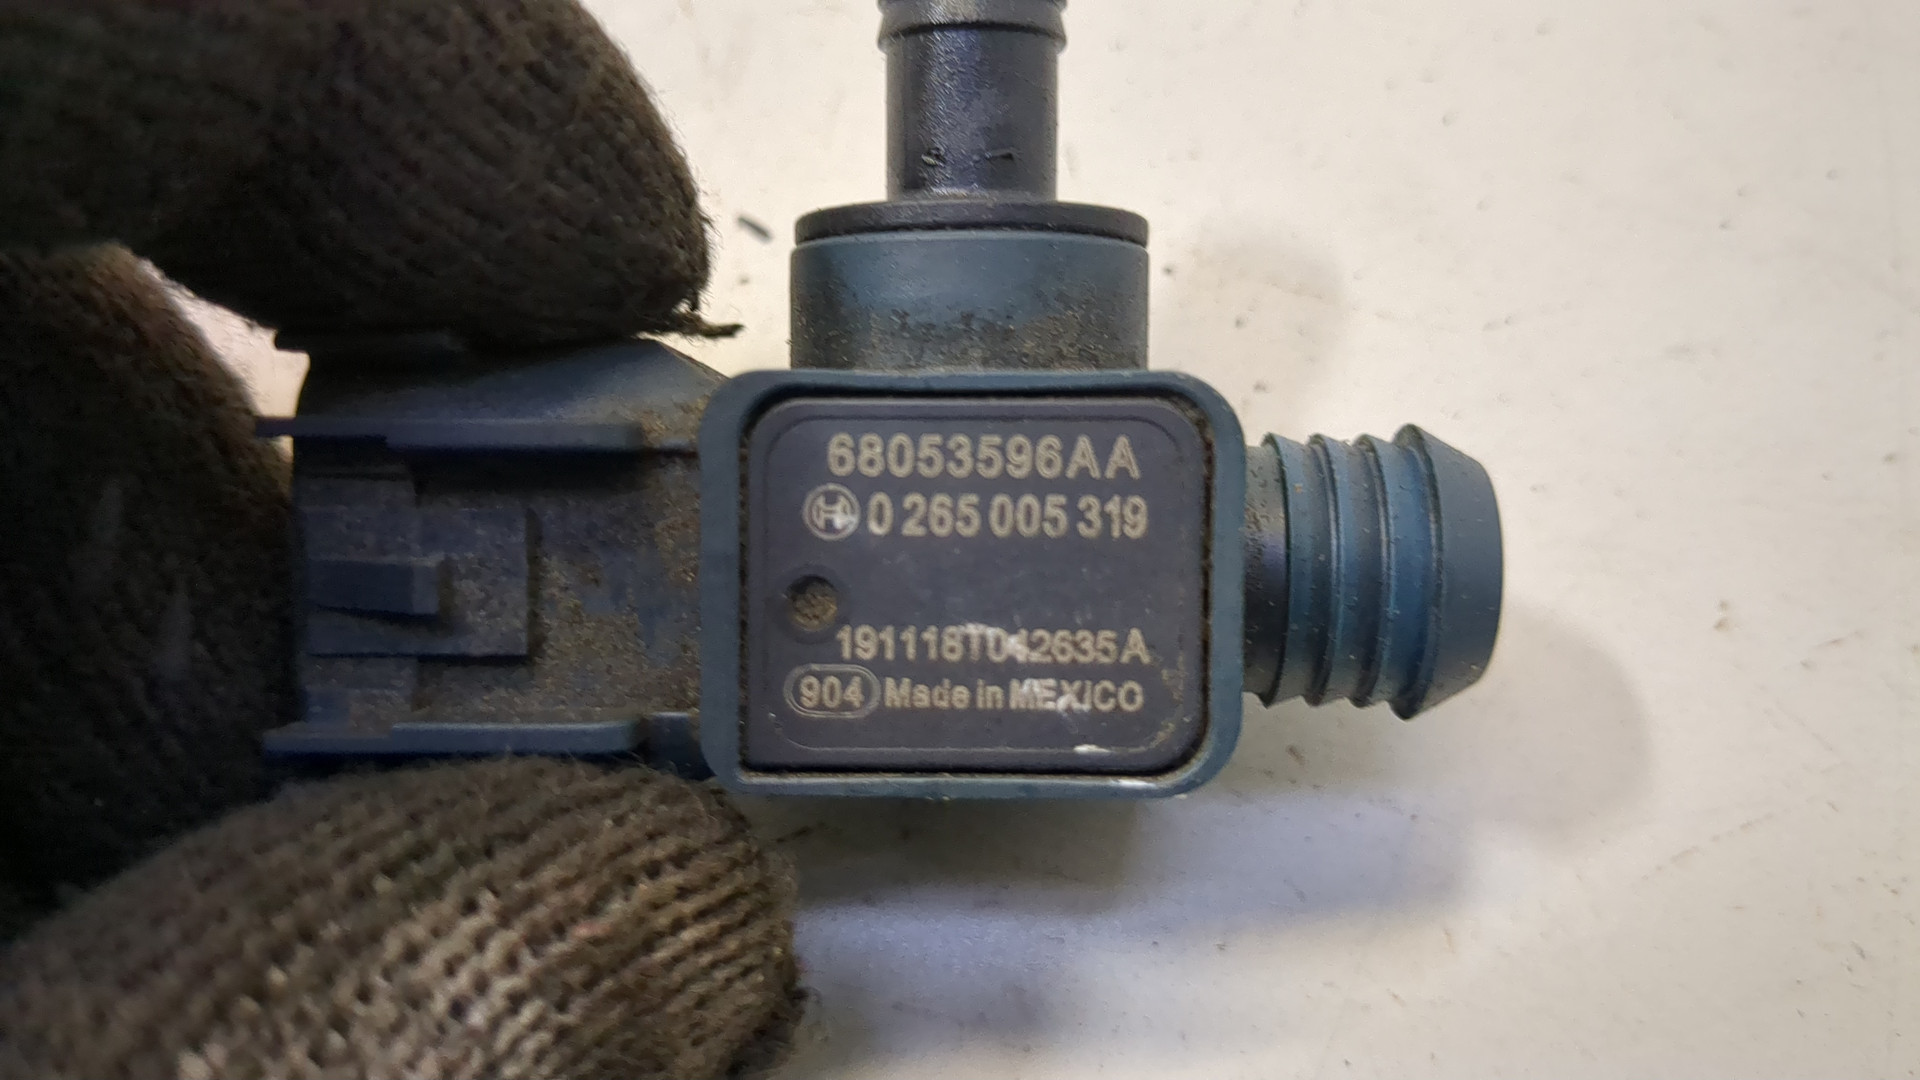 68053596AA
0 265 005 319
191118T042635A
904 Made in MEXICO